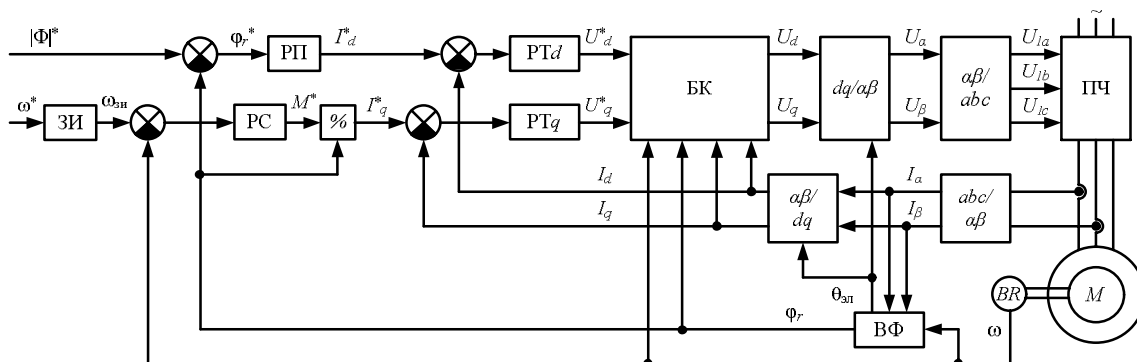 ~
|Φ|*
φr*
РП
I*d
РТd
U*d
БК
Ud
dq/αβ
Uα
αβ/
abc
U1a
U1b
U1c
ПЧ
ω*
ЗИ
ωзи
РС
M*
%
I*q
РТq
U*q
Uq
Uβ
Id
Iq
αβ/
dq
Iα
Iβ
abc/
αβ
θэл
φr
ВФ
BR
M
ω